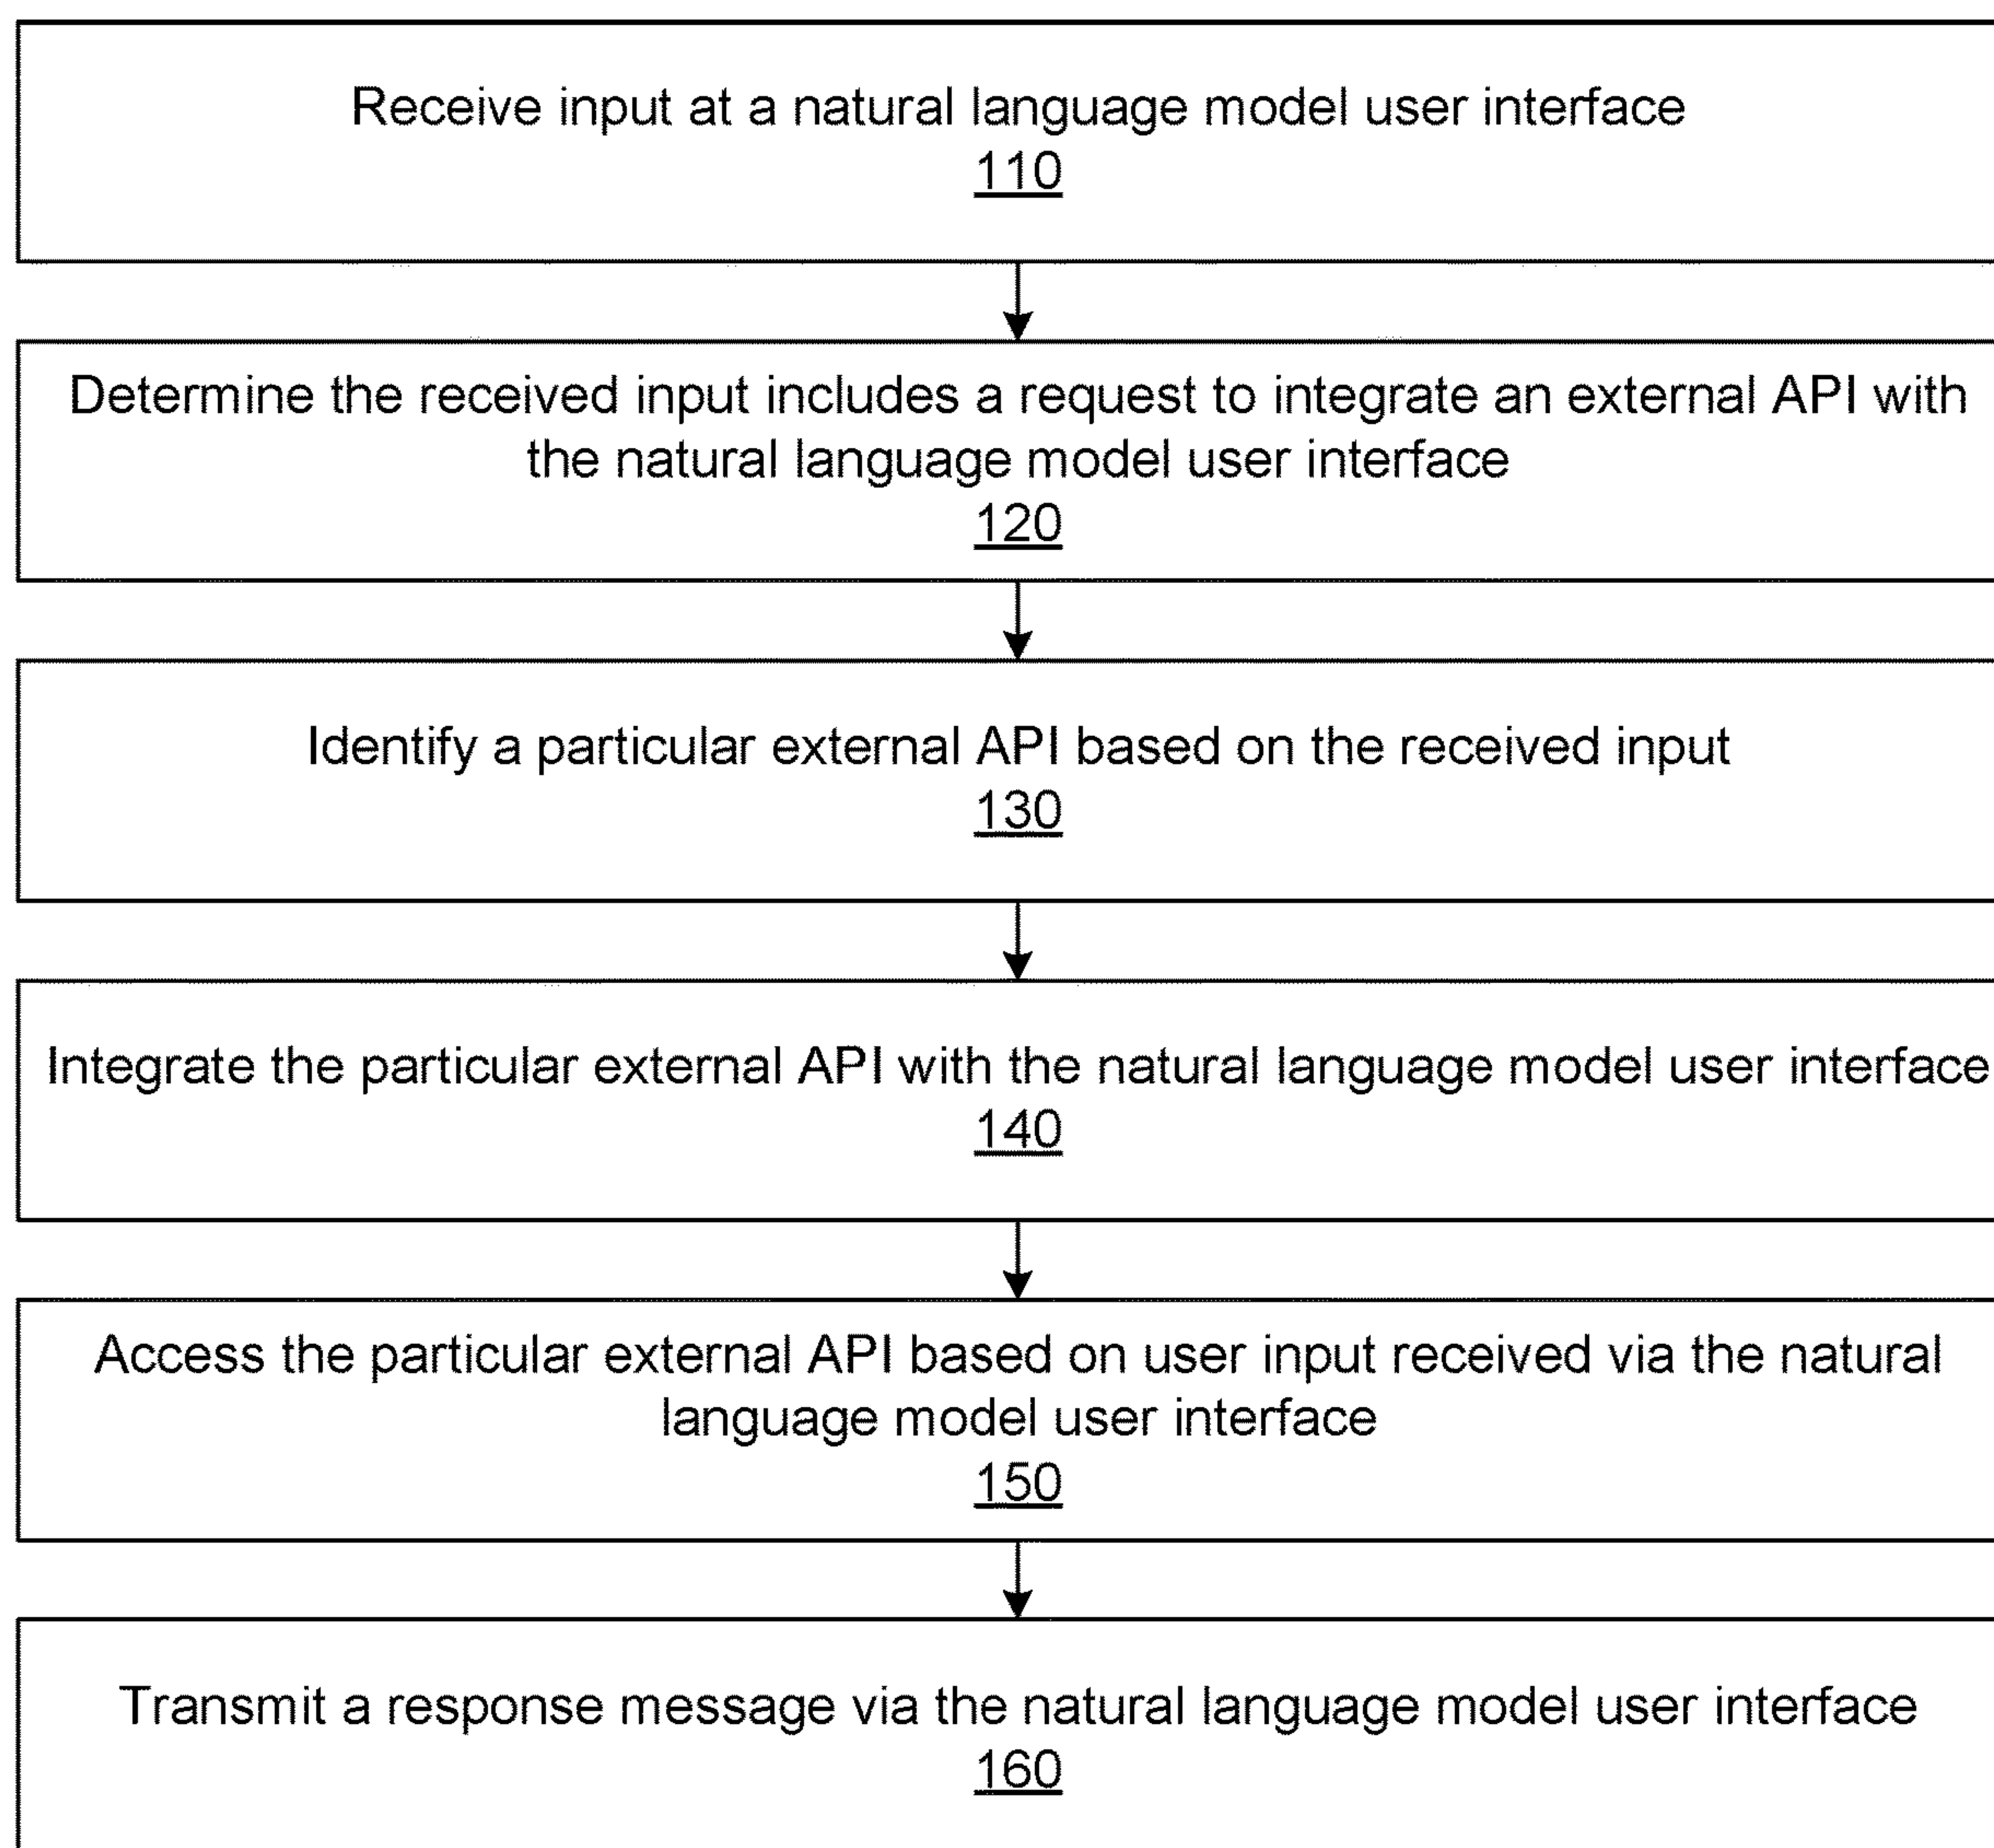 Receive input at a natural language model user interface
110
Determine the received input includes a request to integrate an external API with
the natural language model user interface
120
Identify a particular external API based on the received input
130
Integrate the particular external API with the natural language model user interface
140
Access the particular external API based on user input received via the natural
language model user interface
150
Transmit a response message via the natural language model user interface
160